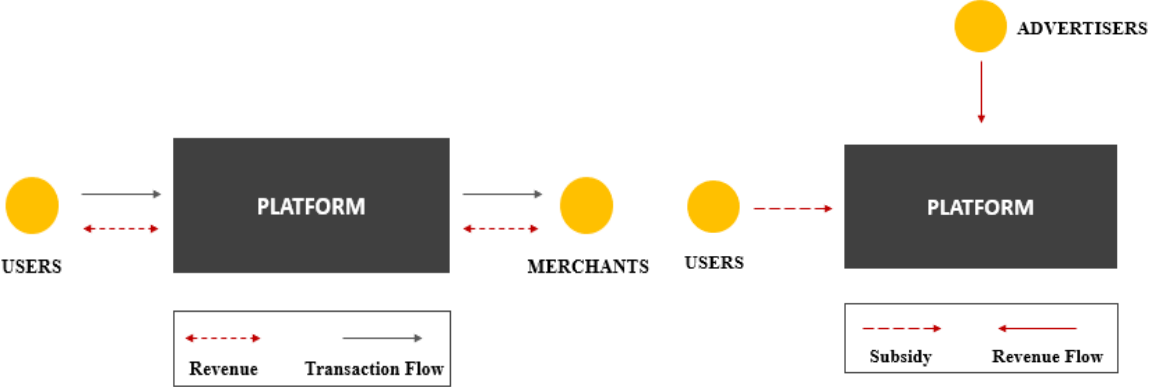 ADVERTISERS
PLATFORM
USERS
MERCHANTS
Revenue
Transaction Flow
PLATFORM
USERS
Subsidy
Revenue Flow